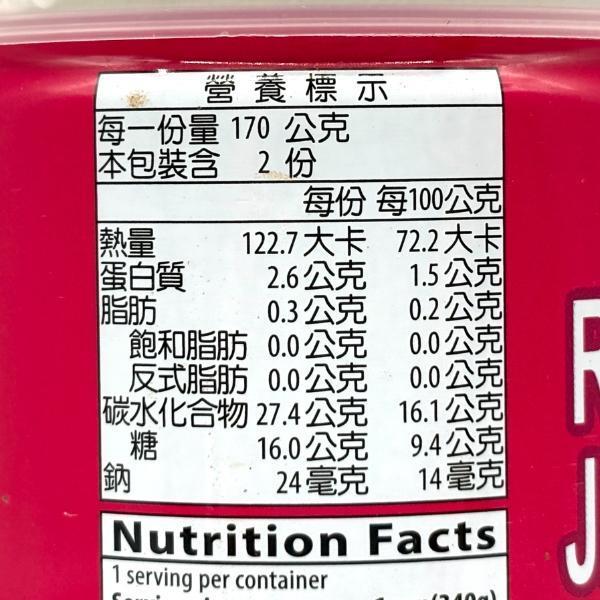 營養標示
每一份量 170 公克
本包裝含 2 份
每份 每100公克
熱量 122.7大卡 72.2大卡
蛋白質 2.6公克 1.5公克
脂肪 0.3公克 0.2公克
飽和脂肪 0.0公克 0.0公克
反式脂肪 0.0公克 0.0公克
碳水化合物 27.4公克 16.1公克
糖 16.0公克 9.4公克
鈉 24毫克 14毫克
Nutrition Facts
1 serving per container
(340g)
R
J